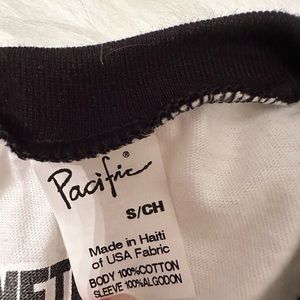 Pacific®
S/CH
Made in Haiti
of USA Fabric
BODY 100%COTTON
SLEEVE 100%ALGODON